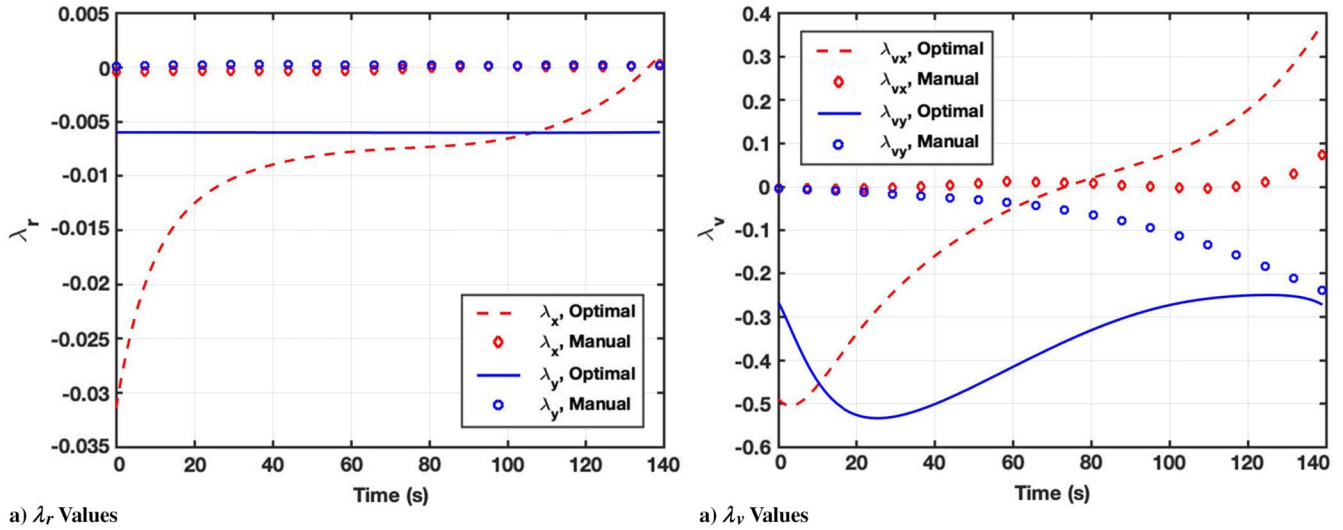 0.005
0
-0.005
-0.01
-0.015
-0.02
-0.025
-0.03
-0.035
λr
λx, Optimal
λx, Manual
λy, Optimal
λy, Manual
0 20 40 60 80 100 120 140
Time (s)
a) λr Values
0.4
0.3
0.2
0.1
0
-0.1
-0.2
-0.3
-0.4
-0.5
-0.6
λv
λvx, Optimal
λvx, Manual
λvy, Optimal
λvy, Manual
0 20 40 60 80 100 120 140
Time (s)
a) λv Values